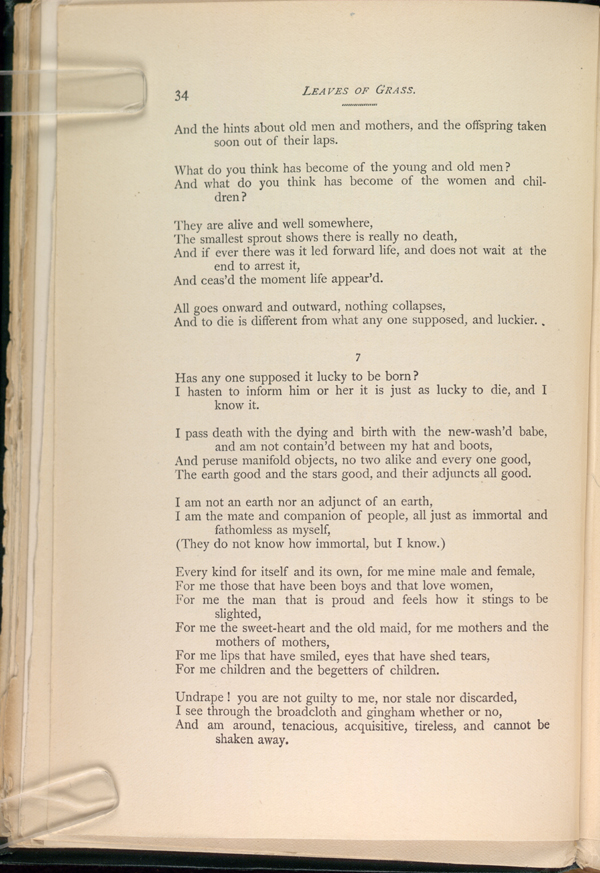 34
LEAVES OF GRASS.
And the hints about old men and mothers, and the offspring taken
soon out of their laps.
What do you think has become of the young and old men?
And what do you think has become of the women and chil-
dren?
They are alive and well somewhere,
The smallest sprout shows there is really no death,
And if ever there was it led forward life, and does not wait at the
end to arrest it,
And ceas'd the moment life appear'd.
All goes onward and outward, nothing collapses,
And to die is different from what any one supposed, and luckier.
7
Has any one supposed it lucky to be born?
I hasten to inform him or her it is just as lucky to die, and I
know it.
I pass death with the dying and birth with the new-wash'd babe,
and am not contain'd between my hat and boots,
And peruse manifold objects, no two alike and every one good,
The earth good and the stars good, and their adjuncts all good.
I am not an earth nor an adjunct of an earth,
I am the mate and companion of people, all just as immortal and
fathomless as myself,
(They do not know how immortal, but I know.)
Every kind for itself and its own, for me mine male and female,
For me those that have been boys and that love women,
For me the man that is proud and feels how it stings to be
slighted,
For me the sweet-heart and the old maid, for me mothers and the
mothers of mothers,
For me lips that have smiled, eyes that have shed tears,
For me children and the begetters of children.
Undrape! you are not guilty to me, nor stale nor discarded,
I see through the broadcloth and gingham whether or no,
And am around, tenacious, acquisitive, tireless, and cannot be
shaken away.